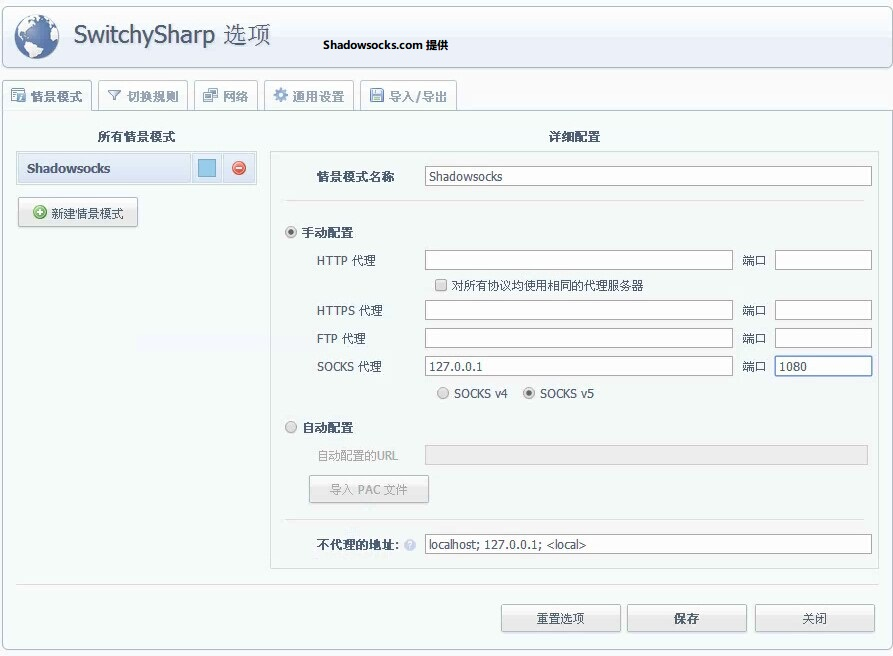 SwitchySharp 选项
Shadowsocks.com 提供
情景模式 切换规则 网络 通用设置 导入/导出
所有情景模式
Shadowsocks
新建情景模式
详细配置
情景模式名称 Shadowsocks
手动配置
HTTP 代理 端口
对所有协议均使用相同的代理服务器
HTTPS 代理 端口
FTP 代理 端口
SOCKS 代理 127.0.0.1 端口 1080
SOCKS v4 SOCKS v5
自动配置
自动配置的URL
导入 PAC 文件
不代理的地址: ? localhost; 127.0.0.1; <local>
重置选项 保存 关闭